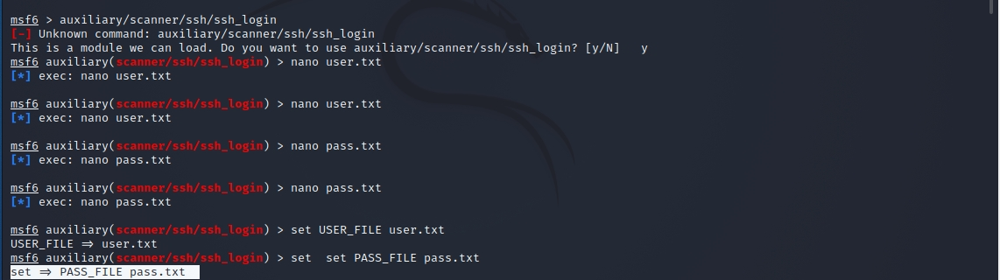 msf6 > auxiliary/scanner/ssh/ssh_login
[-] Unknown command: auxiliary/scanner/ssh/ssh_login
This is a module we can load. Do you want to use auxiliary/scanner/ssh/ssh_login? [y/N]   y
msf6 auxiliary(scanner/ssh/ssh_login) > nano user.txt
[*] exec: nano user.txt
msf6 auxiliary(scanner/ssh/ssh_login) > nano user.txt
[*] exec: nano user.txt
msf6 auxiliary(scanner/ssh/ssh_login) > nano pass.txt
[*] exec: nano pass.txt
msf6 auxiliary(scanner/ssh/ssh_login) > nano pass.txt
[*] exec: nano pass.txt
msf6 auxiliary(scanner/ssh/ssh_login) > set USER_FILE user.txt
USER_FILE => user.txt
msf6 auxiliary(scanner/ssh/ssh_login) > set  set PASS_FILE pass.txt
set => PASS_FILE pass.txt